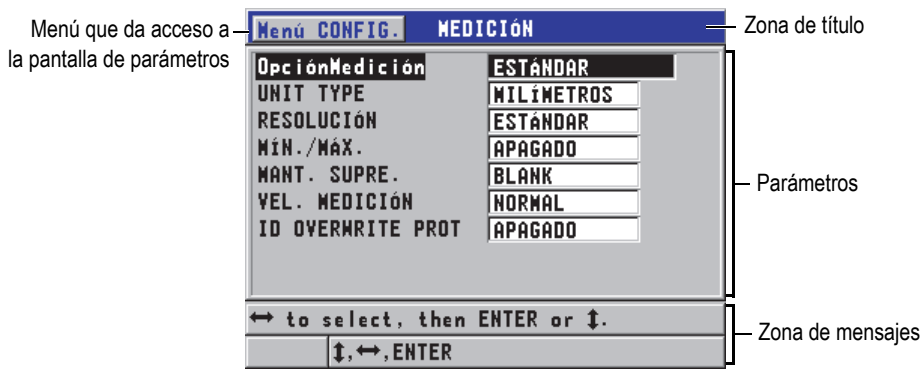 Menú que da acceso a
la pantalla de parámetros
Menú CONFIG. MEDICIÓN
Zona de título
OpciónMedición ESTÁNDAR
UNIT TYPE MILÍMETROS
RESOLUCIÓN ESTÁNDAR
MÍN./MÁX. APAGADO
MANT. SUPRE. BLANK
VEL. MEDICIÓN NORMAL
ID OVERWRITE PROT APAGADO
Parámetros
↔ to select, then ENTER or ↕.
↕,↔,ENTER
Zona de mensajes